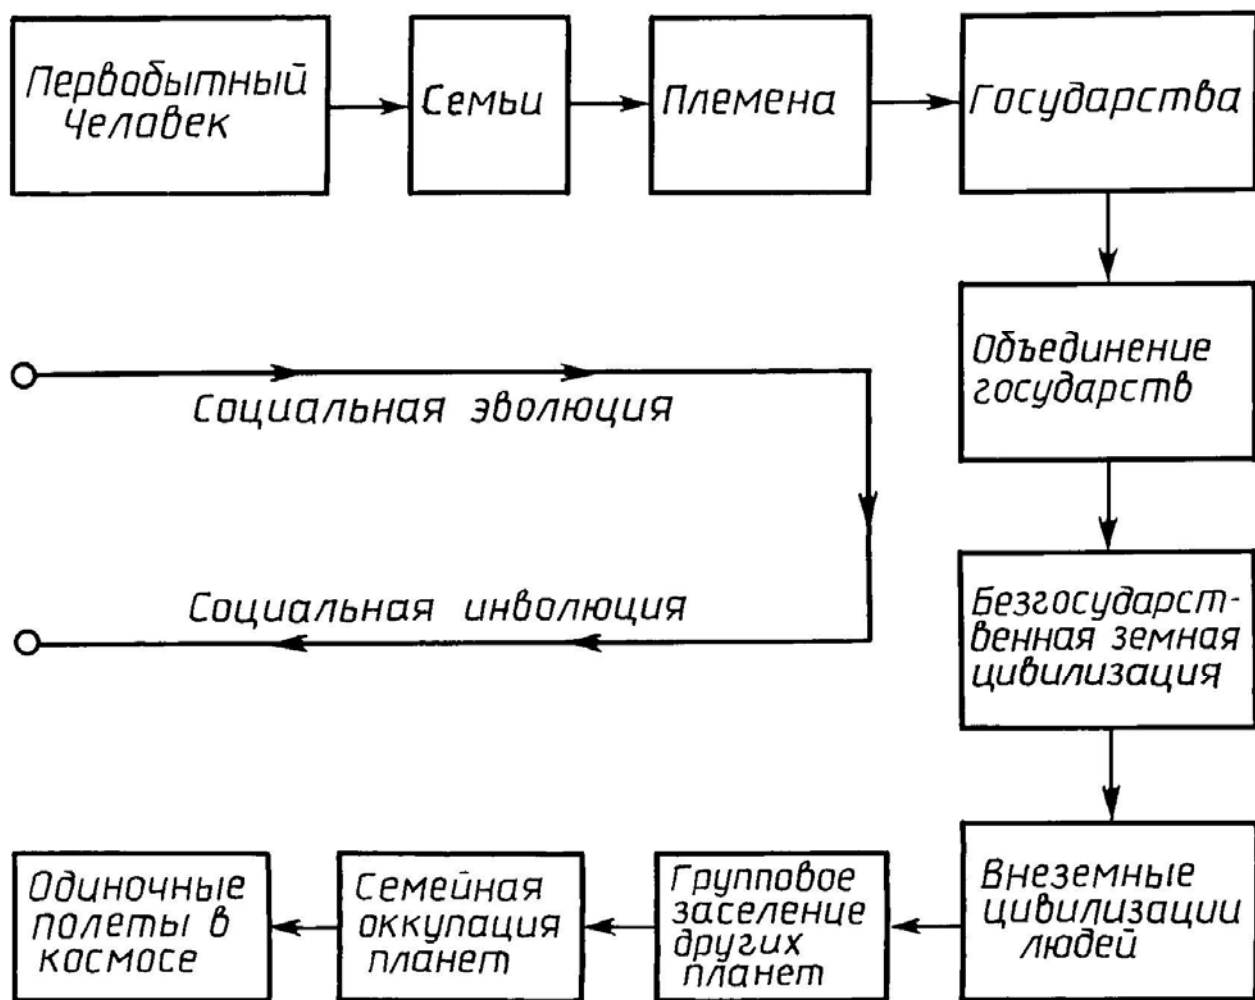 Первобытный
Человек
Семьи
Племена
Государства
Объединение
государств
Социальная эволюция
Социальная инволюция
Безгосударст-
венная земная
цивилизация
Одиночные
полеты в
космосе
Семейная
оккупация
планет
Групповое
заселение
других
планет
Внеземные
цивилизации
людей